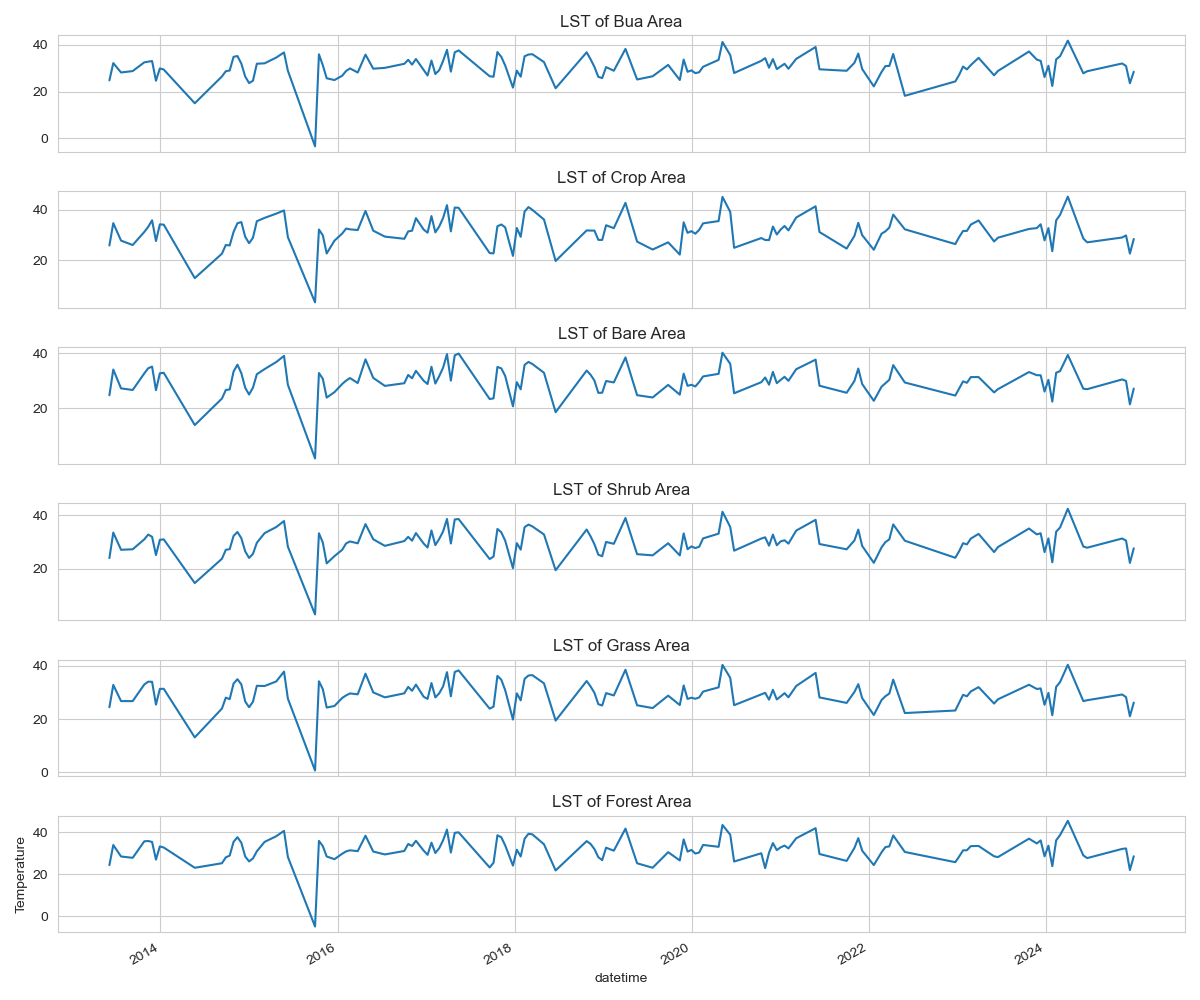 LST of Bua Area
40
20
0
LST of Crop Area
40
20
LST of Bare Area
40
20
LST of Shrub Area
40
20
LST of Grass Area
40
20
0
LST of Forest Area
40
20
0
Temperature
2014 2016 2018 2020 2022 2024
datetime